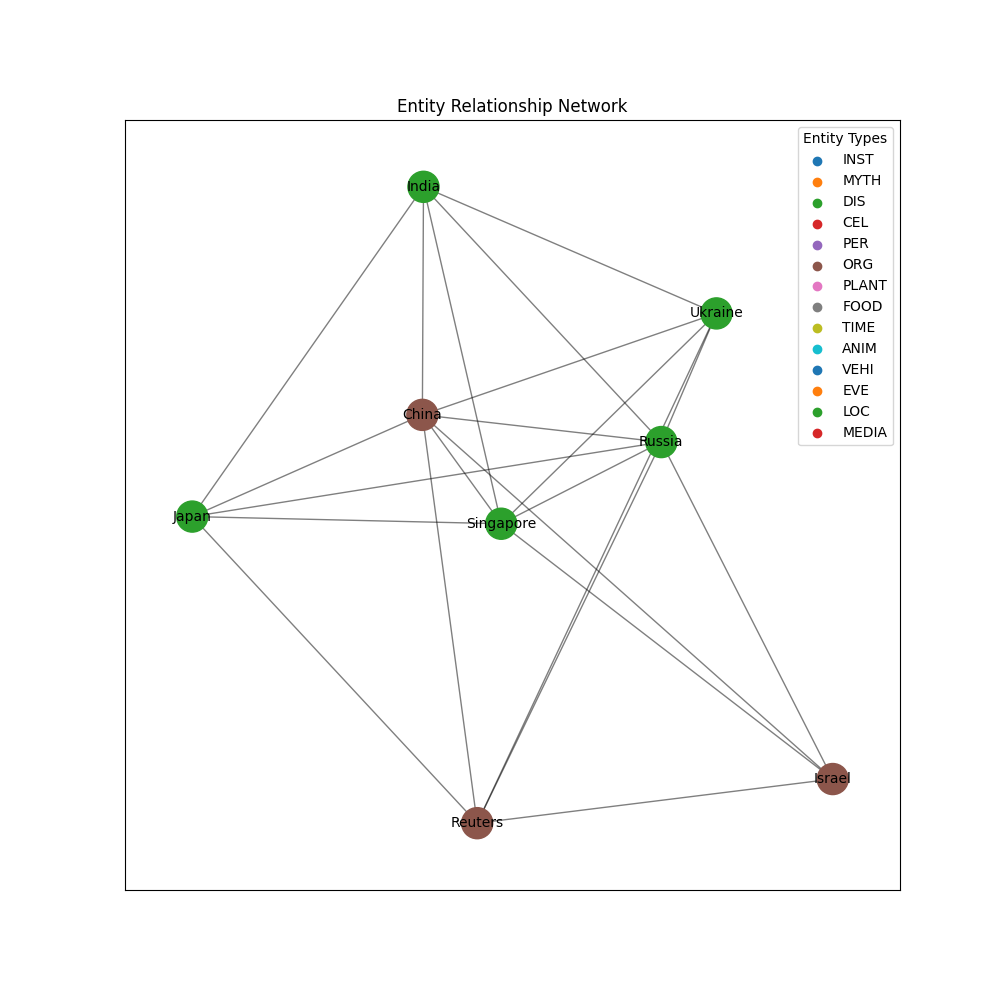 Entity Relationship Network
Entity Types
INST
MYTH
DIS
CEL
PER
ORG
PLANT
FOOD
TIME
ANIM
VEHI
EVE
LOC
MEDIA
India
Ukraine
China
Russia
Japan
Singapore
Israel
Reuters